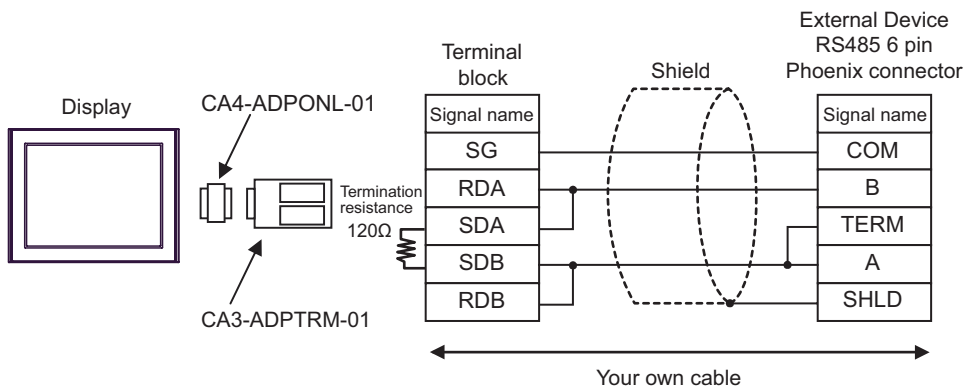 External Device
RS485 6 pin
Phoenix connector
Terminal
block
Shield
Display
CA4-ADPONL-01
Signal name
Signal name
SG
COM
RDA
B
Termination
resistance
120Ω
SDA
TERM
SDB
A
RDB
SHLD
CA3-ADPTRM-01
Your own cable